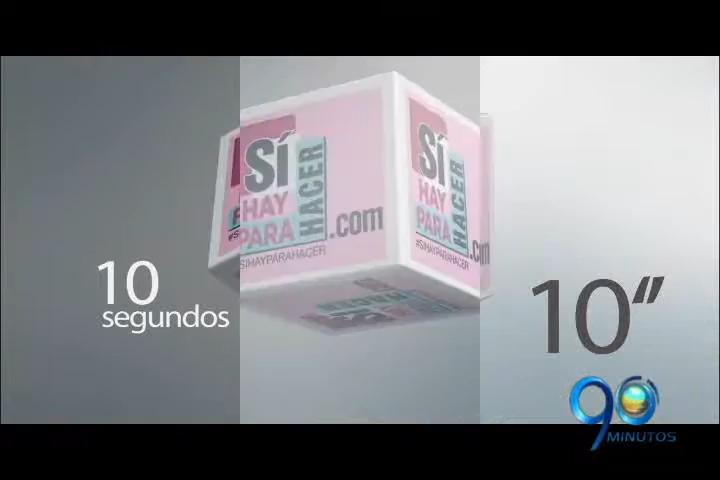 Sí
HAY
PARA
HACER
.com
#SIHAYPARAHACER
Sí
HAY
PARA
HACER
.com
#SIHAYPARAHACER
10
segundos
10”
90
MINUTOS